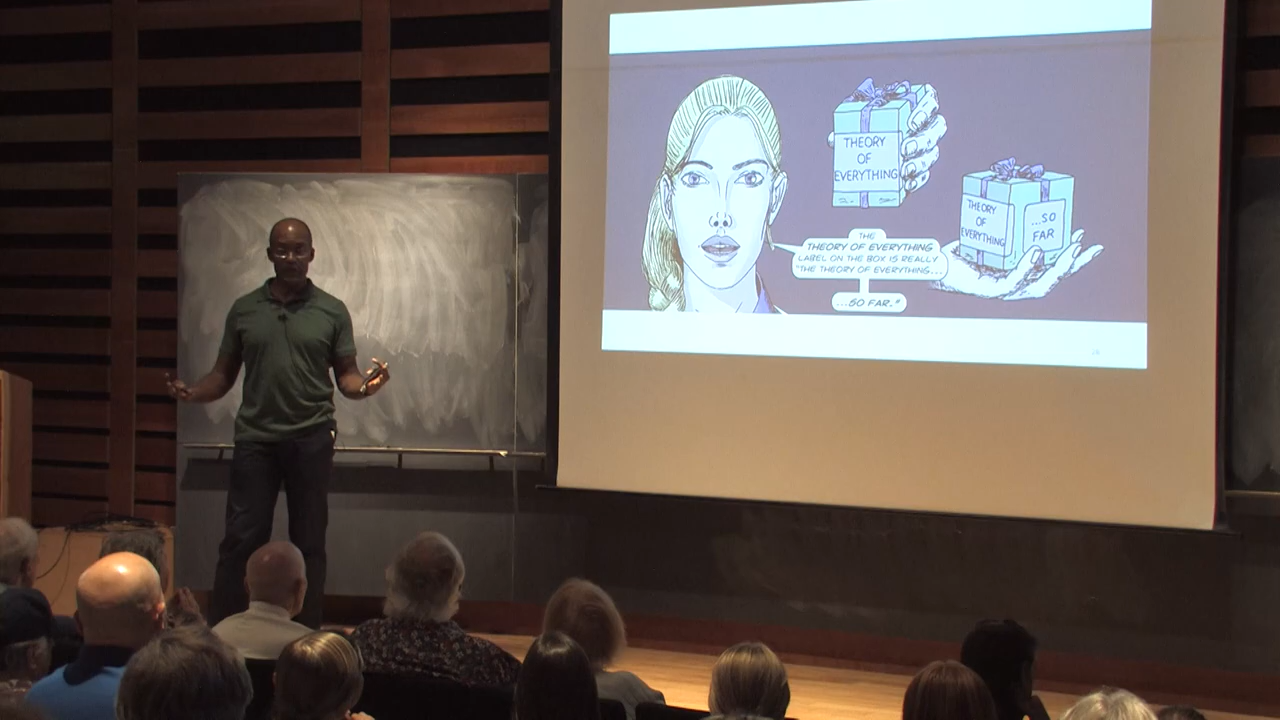 THEORY
OF
EVERYTHING
THEORY
OF
EVERYTHING
...SO
FAR
THE
THEORY OF EVERYTHING
LABEL ON THE BOX IS REALLY
"THE THEORY OF EVERYTHING...
...SO FAR."